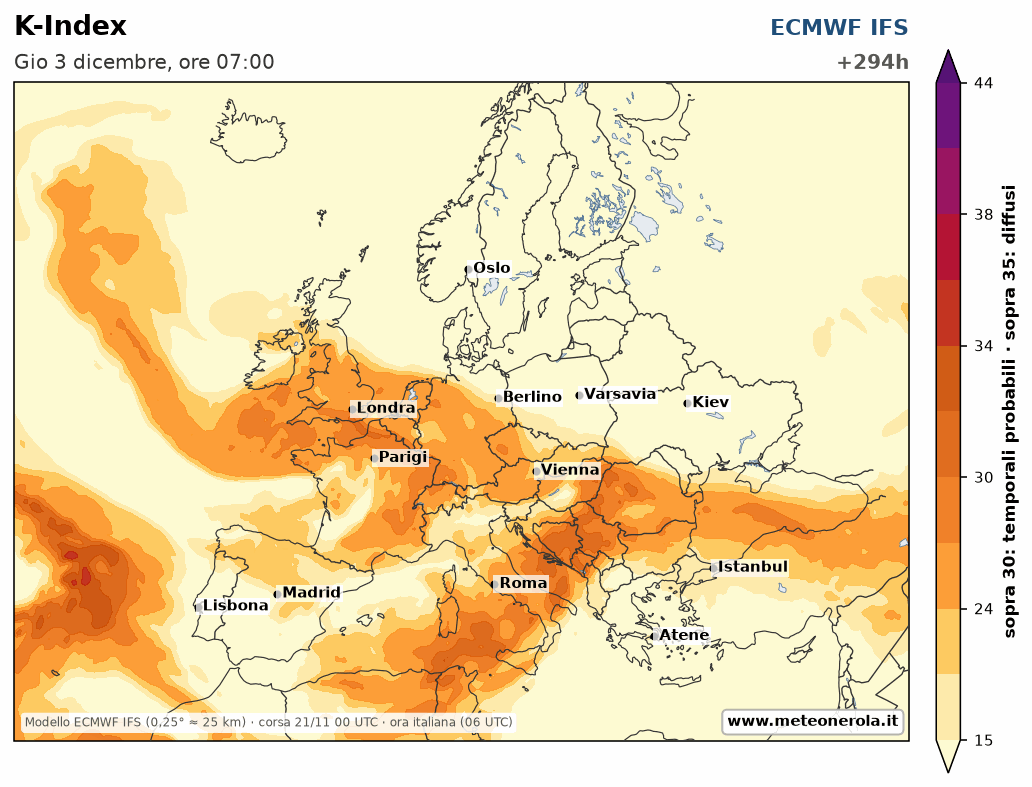 K-Index
ECMWF IFS
Gio 3 dicembre, ore 07:00
+294h
44
38
34
30
24
15
sopra 30: temporali probabili · sopra 35: diffusi
Oslo
Berlino
Varsavia
Kiev
Londra
Parigi
Vienna
Istanbul
Roma
Madrid
Lisbona
Atene
Modello ECMWF IFS (0,25° ≈ 25 km) · corsa 21/11 00 UTC · ora italiana (06 UTC)
www.meteonerola.it